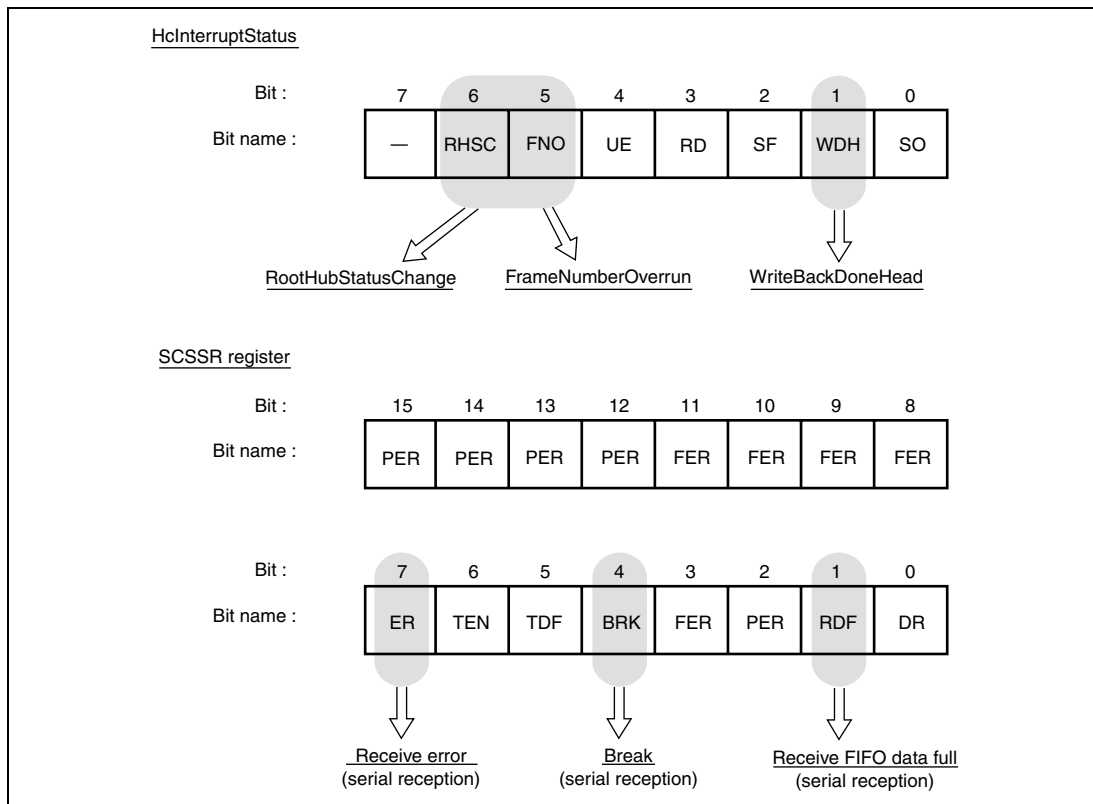 HcInterruptStatus
Bit : 7 6 5 4 3 2 1 0
Bit name : — RHSC FNO UE RD SF WDH SO
RootHubStatusChange FrameNumberOverrun WriteBackDoneHead
SCSSR register
Bit : 15 14 13 12 11 10 9 8
Bit name : PER PER PER PER FER FER FER FER
Bit : 7 6 5 4 3 2 1 0
Bit name : ER TEN TDF BRK FER PER RDF DR
Receive error Break Receive FIFO data full
(serial reception) (serial reception) (serial reception)